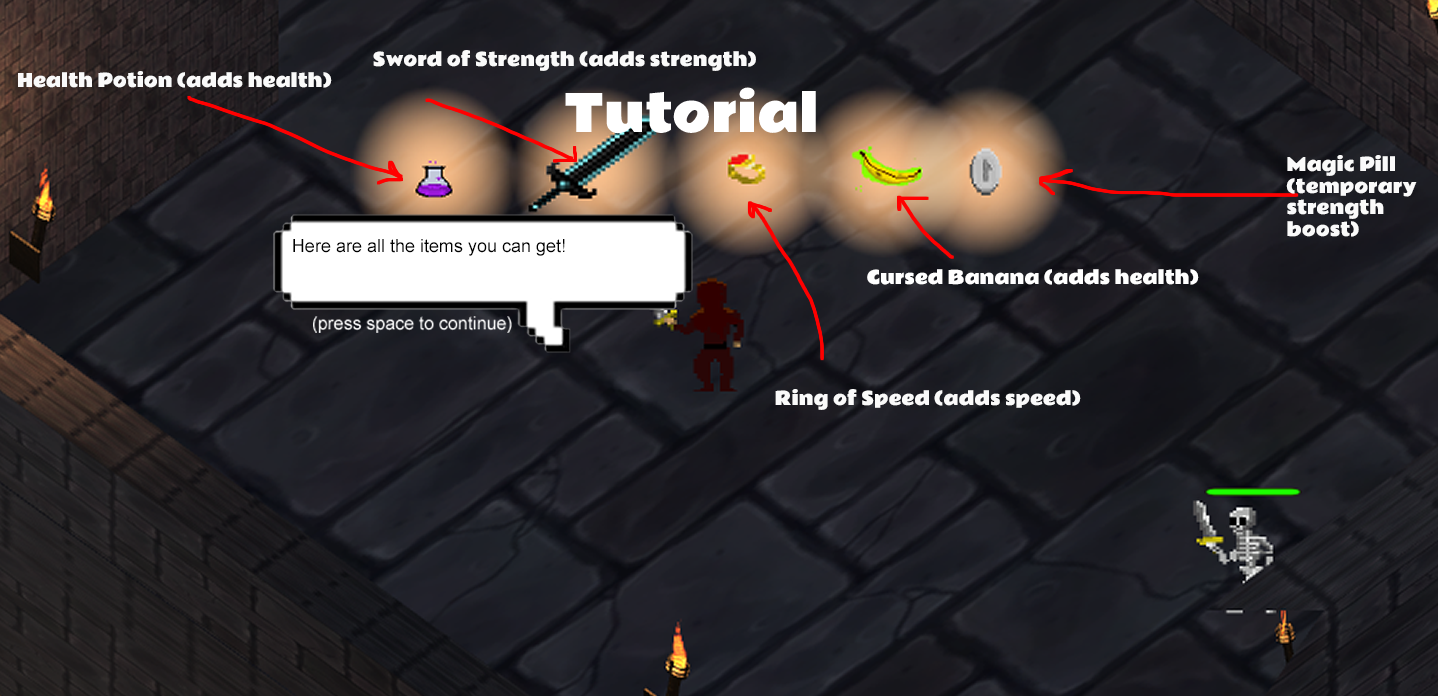 Sword of Strength (adds strength)
Health Potion (adds health)
Tutorial
Magic Pill
(temporary
strength
boost)
Here are all the items you can get!
Cursed Banana (adds health)
(press space to continue)
Ring of Speed (adds speed)